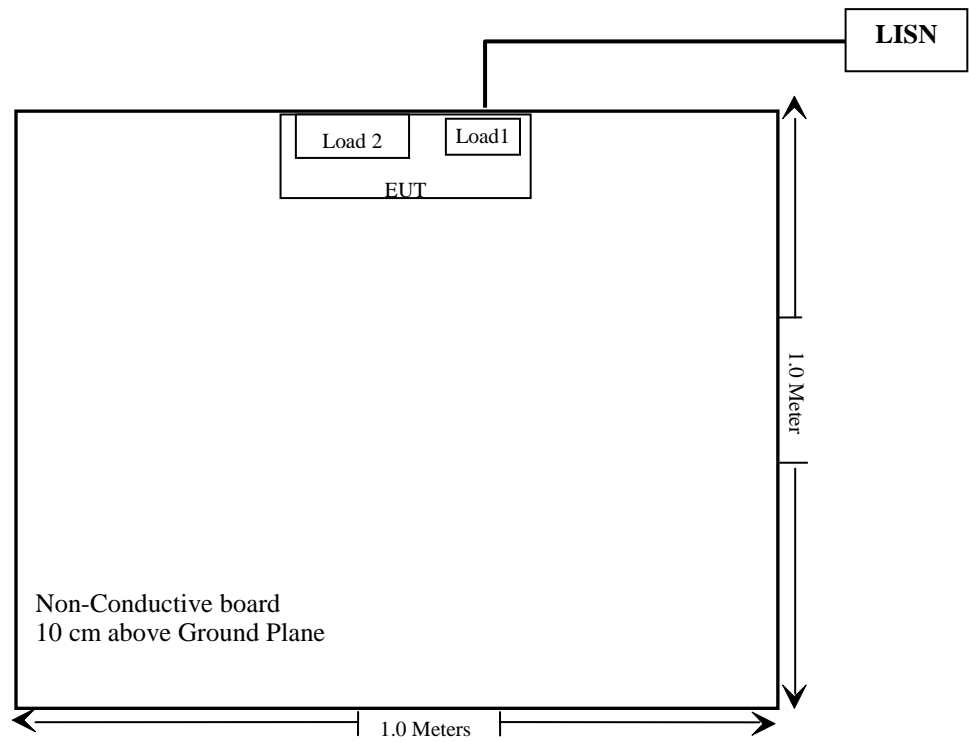 LISN
Load 2
Load1
EUT
1.0 Meter
Non-Conductive board
10 cm above Ground Plane
1.0 Meters